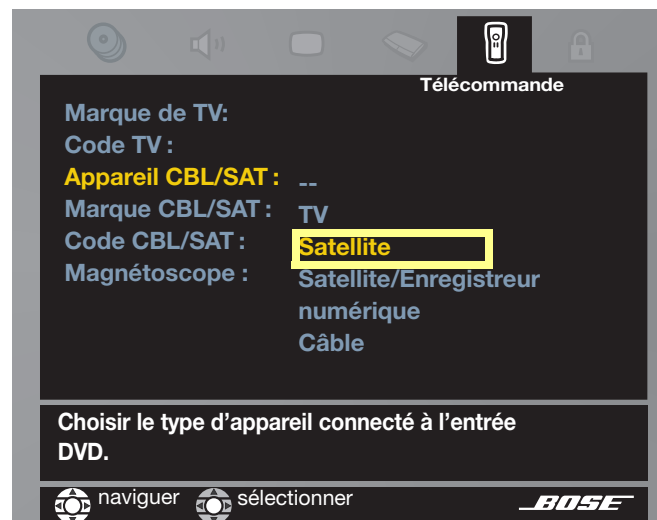 Télécommande
Marque de TV:
Code TV :
Appareil CBL/SAT : --
Marque CBL/SAT : TV
Code CBL/SAT : Satellite
Magnétoscope : Satellite/Enregistreur
numérique
Câble
Choisir le type d'appareil connecté à l'entrée
DVD.
naviguer sélectionner BOSE